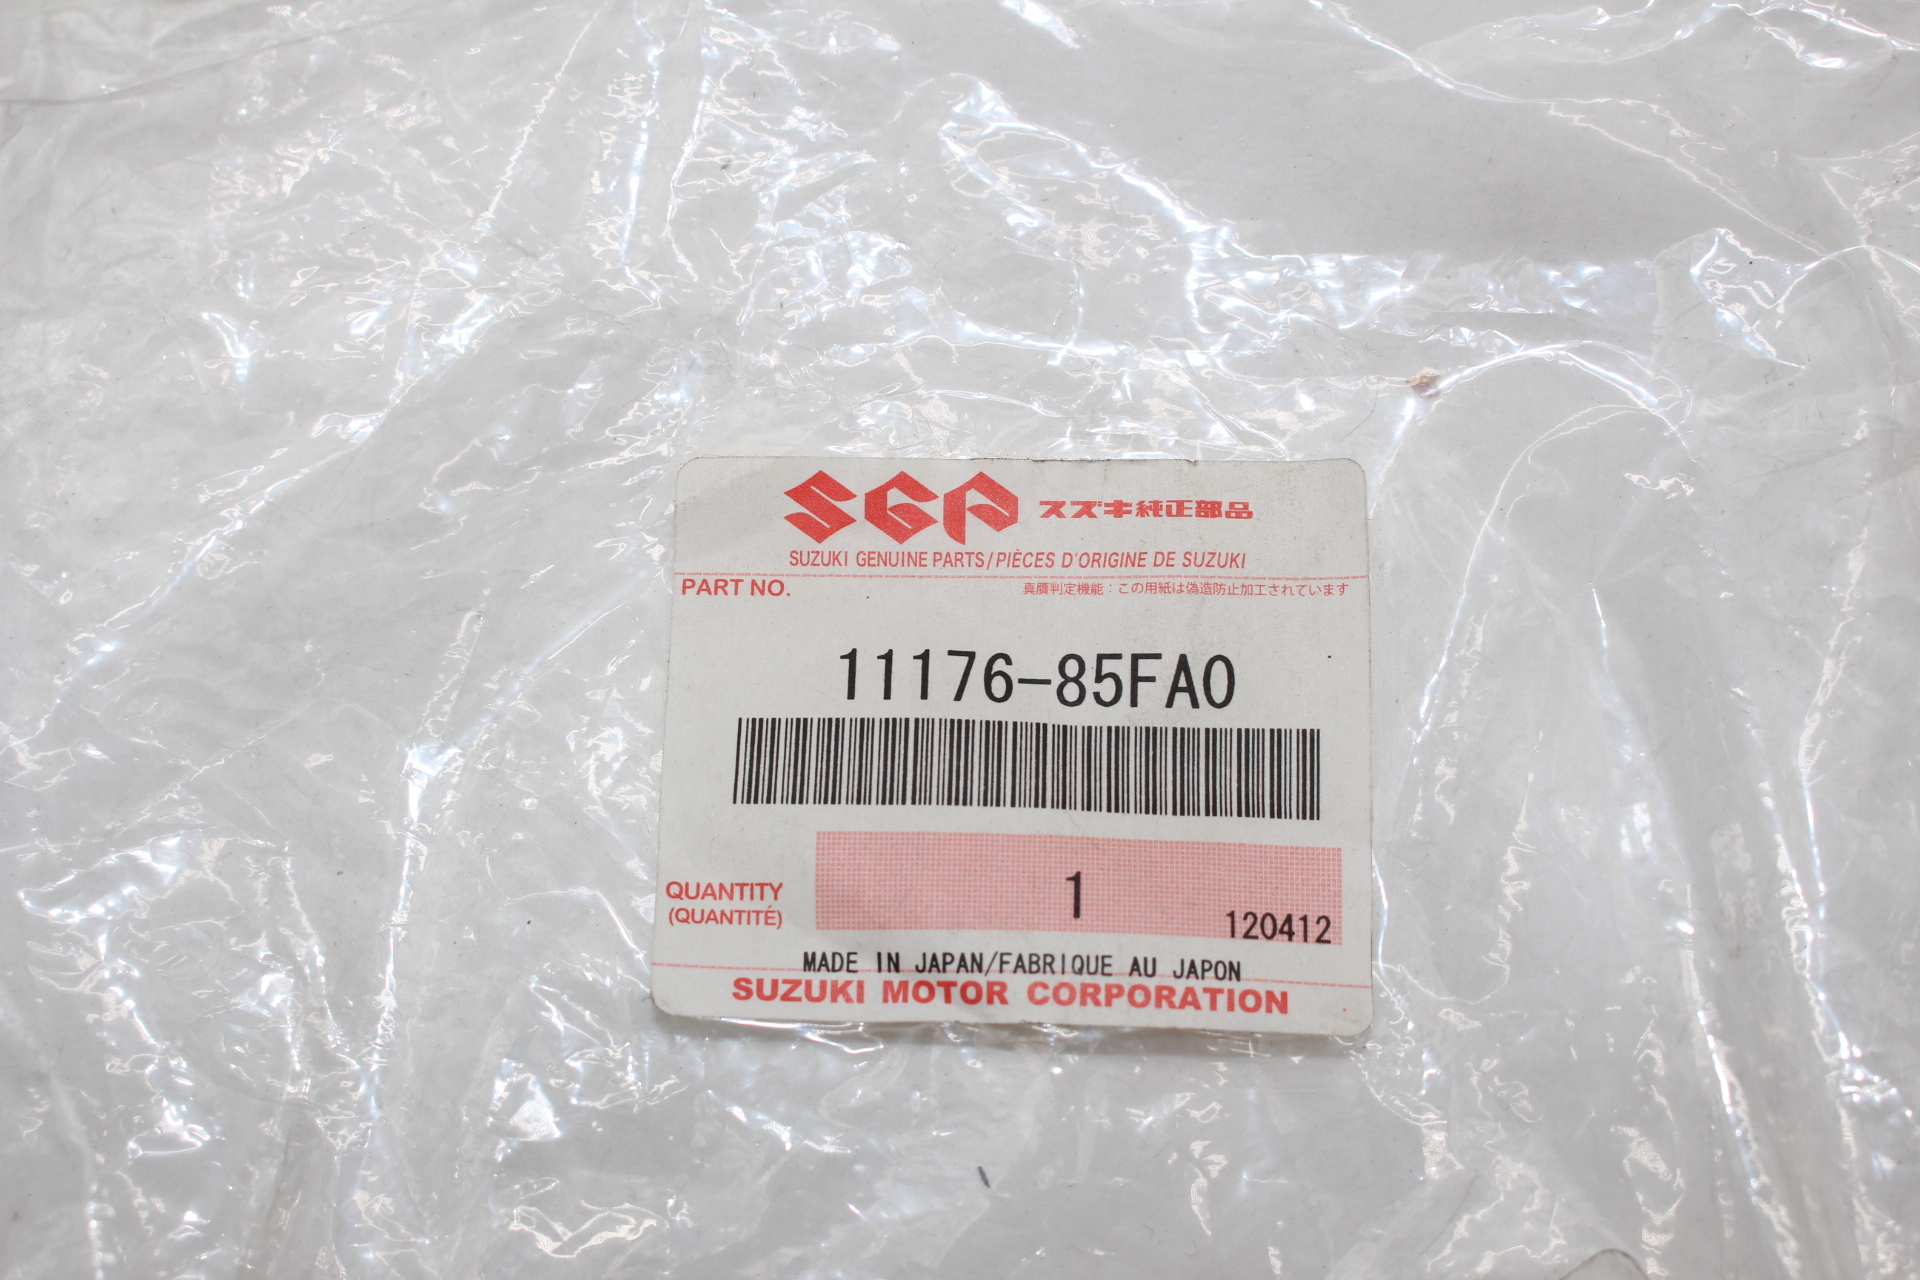 SGP スズキ純正部品
SUZUKI GENUINE PARTS/PIÈCES D'ORIGINE DE SUZUKI
PART NO. 真贋判定機能：この用紙は偽造防止加工されています
11176-85FA0
QUANTITY 1
(QUANTITÉ) 120412
MADE IN JAPAN/FABRIQUE AU JAPON
SUZUKI MOTOR CORPORATION